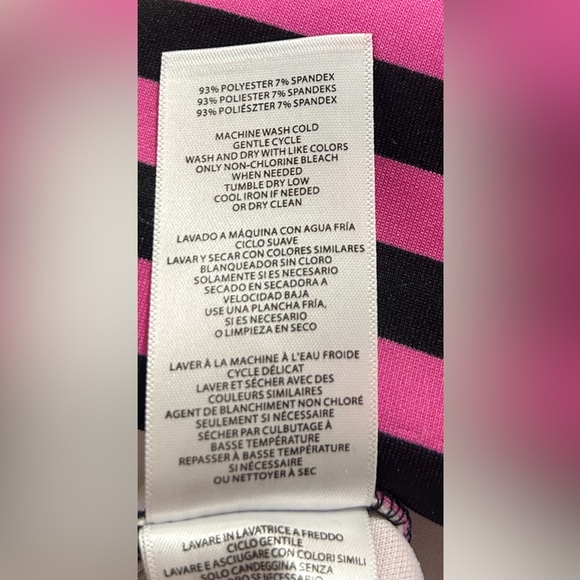 93% POLYESTER 7% SPANDEX
93% POLIESTER 7% SPANDEKS
93% POLIÉSZTER 7% SPANDEX
MACHINE WASH COLD
GENTLE CYCLE
WASH AND DRY WITH LIKE COLORS
ONLY NON-CHLORINE BLEACH
WHEN NEEDED
TUMBLE DRY LOW
COOL IRON IF NEEDED
OR DRY CLEAN
LAVADO A MÁQUINA CON AGUA FRÍA
CICLO SUAVE
LAVAR Y SECAR CON COLORES SIMILARES
BLANQUEADOR SIN CLORO
SOLAMENTE SI ES NECESARIO
SECADO EN SECADORA A
VELOCIDAD BAJA
USE UNA PLANCHA FRÍA,
SI ES NECESARIO
O LIMPIEZA EN SECO
LAVER À LA MACHINE À L'EAU FROIDE
CYCLE DÉLICAT
LAVER ET SÉCHER AVEC DES
COULEURS SIMILAIRES
AGENT DE BLANCHIMENT NON CHLORÉ
SEULEMENT SI NÉCESSAIRE
SÉCHER PAR CULBUTAGE À
BASSE TEMPÉRATURE
REPASSER À BASSE TEMPÉRATURE
SI NÉCESSAIRE
OU NETTOYER À SEC
LAVARE IN LAVATRICE A FREDDO
CICLO GENTILE
LAVARE E ASCIUGARE CON COLORI SIMILI
SOLO CANDEGGINA SENZA
SE NECESSARIO